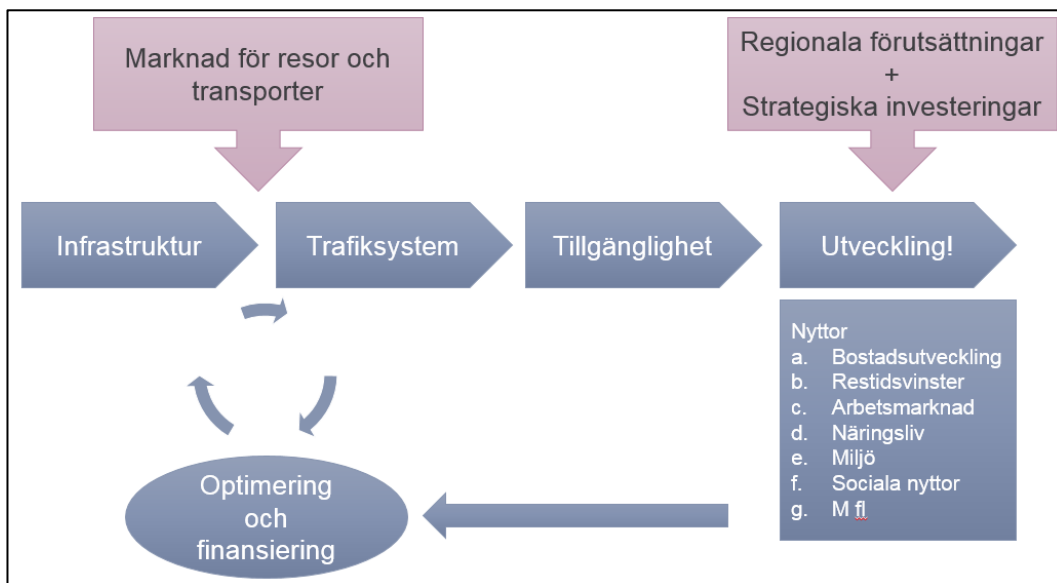 Marknad för resor och
transporter
Regionala förutsättningar
+
Strategiska investeringar
Infrastruktur
Trafiksystem
Tillgänglighet
Utveckling!
Nyttor
a. Bostadsutveckling
b. Restidsvinster
c. Arbetsmarknad
d. Näringsliv
e. Miljö
f. Sociala nyttor
g. M fl
Optimering
och
finansiering